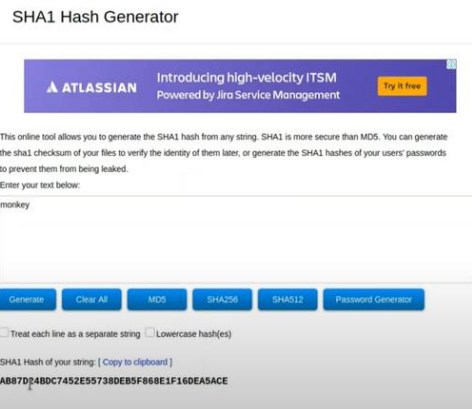 SHA1 Hash Generator
ATLASSIAN
Introducing high-velocity ITSM
Powered by Jira Service Management
Try it free
This online tool allows you to generate the SHA1 hash from any string. SHA1 is more secure than MD5. You can generate
the sha1 checksum of your files to verify the identity of them later, or generate the SHA1 hashes of your users' passwords
to prevent them from being leaked.
Enter your text below:
monkey
Generate Clear All MD5 SHA256 SHA512 Password Generator
Treat each line as a separate string Lowercase hash(es)
SHA1 Hash of your string: [ Copy to clipboard ]